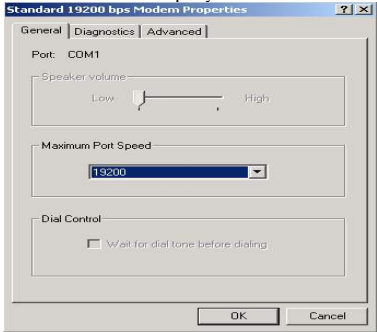 Standard 19200 bps Modem Properties
General Diagnostics Advanced
Port: COM1
Speaker volume
Low High
Maximum Port Speed
19200
Dial Control
Wait for dial tone before dialing
OK Cancel